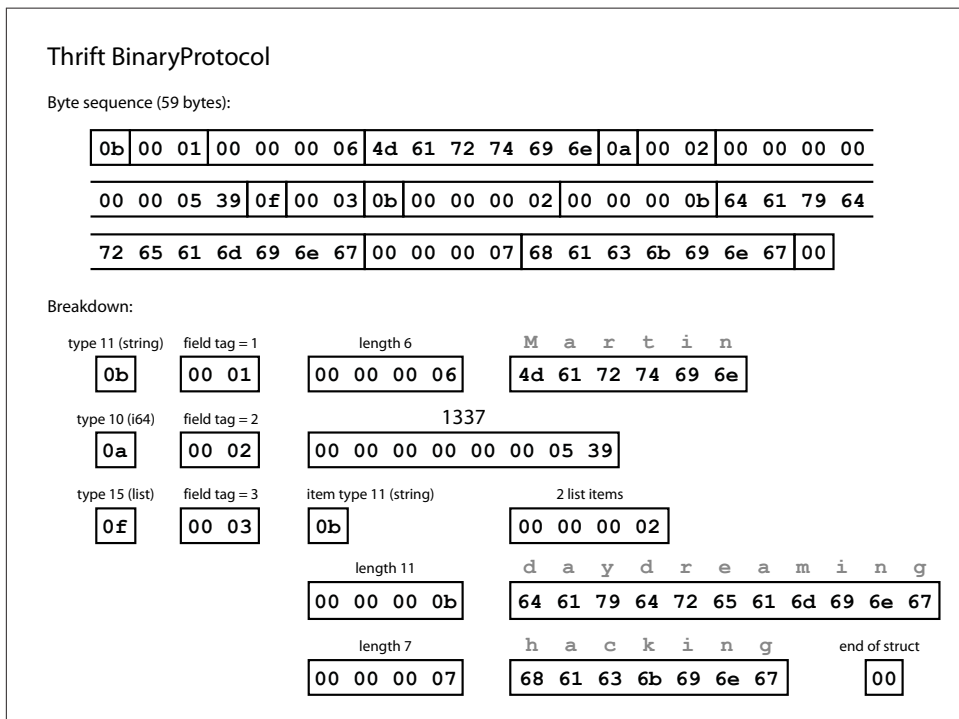 Thrift BinaryProtocol
Byte sequence (59 bytes):
0b 00 01 00 00 00 06 4d 61 72 74 69 6e 0a 00 02 00 00 00 00
00 00 05 39 0f 00 03 0b 00 00 00 02 00 00 00 0b 64 61 79 64
72 65 61 6d 69 6e 67 00 00 00 07 68 61 63 6b 69 6e 67 00
Breakdown:
type 11 (string) field tag = 1 length 6 M a r t i n
0b 00 01 00 00 00 06 4d 61 72 74 69 6e
type 10 (i64) field tag = 2 1337
0a 00 02 00 00 00 00 00 00 05 39
type 15 (list) field tag = 3 item type 11 (string) 2 list items
0f 00 03 0b 00 00 00 02
length 11 d a y d r e a m i n g
00 00 00 0b 64 61 79 64 72 65 61 6d 69 6e 67
length 7 h a c k i n g end of struct
00 00 00 07 68 61 63 6b 69 6e 67 00